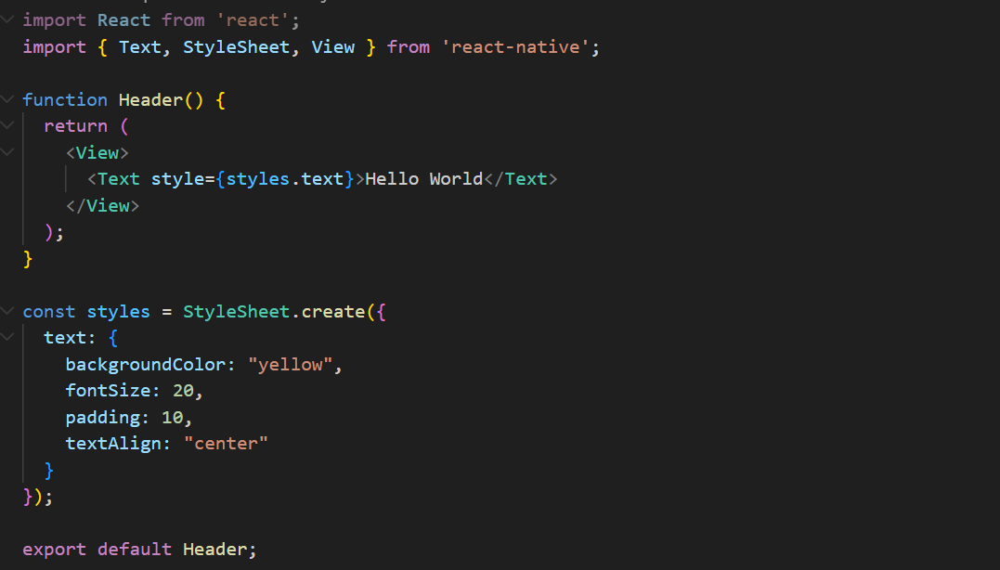 import React from 'react';
import { Text, StyleSheet, View } from 'react-native';

function Header() {
  return (
    <View>
      <Text style={styles.text}>Hello World</Text>
    </View>
  );
}

const styles = StyleSheet.create({
  text: {
    backgroundColor: "yellow",
    fontSize: 20,
    padding: 10,
    textAlign: "center"
  }
});

export default Header;